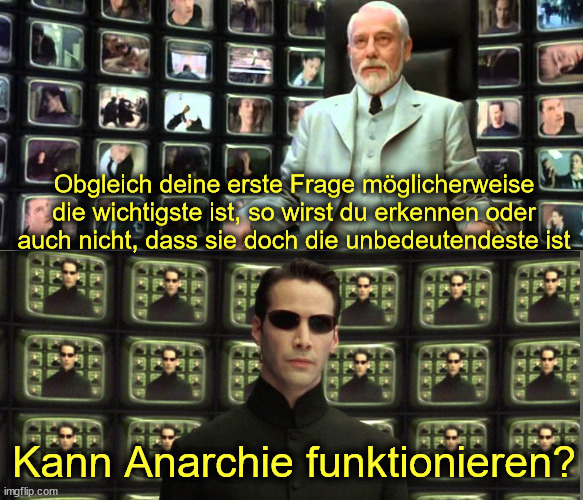 Obgleich deine erste Frage möglicherweise
die wichtigste ist, so wirst du erkennen oder
auch nicht, dass sie doch die unbedeutendeste ist
Kann Anarchie funktionieren?
imgflip.com